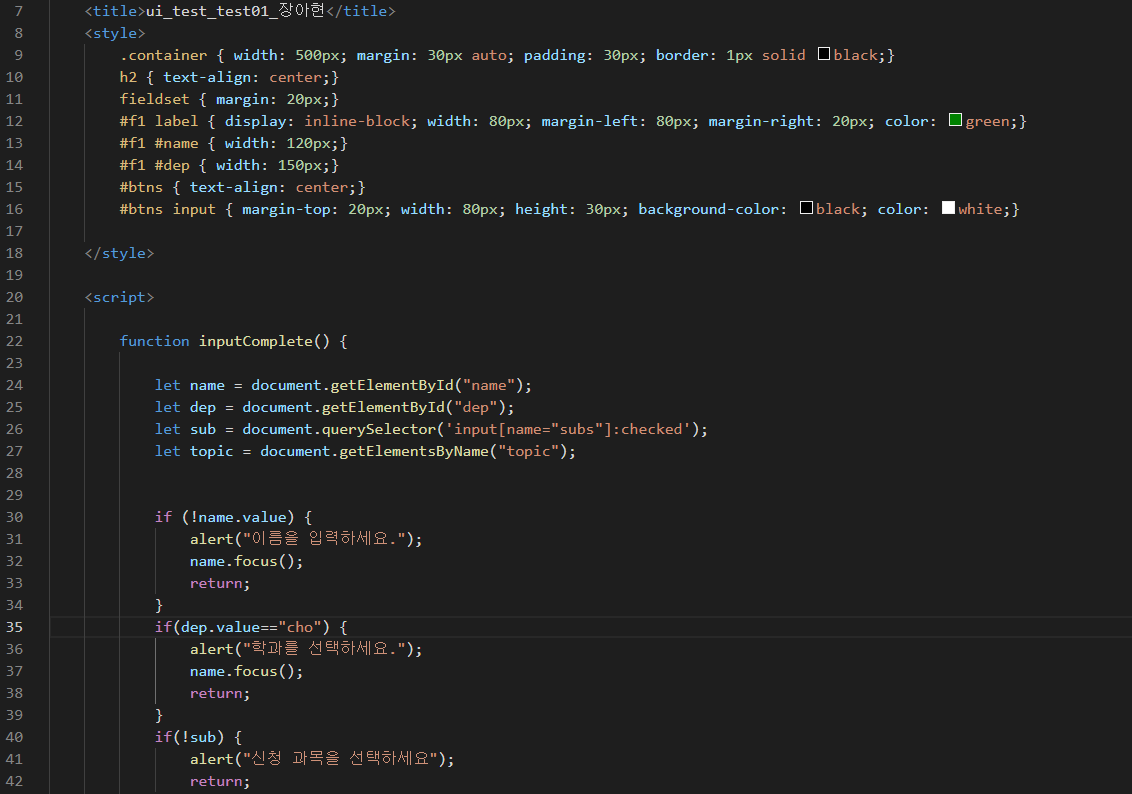 7 <title>ui_test_test01_장아현</title>
8 <style>
9 .container { width: 500px; margin: 30px auto; padding: 30px; border: 1px solid black;}
10 h2 { text-align: center;}
11 fieldset { margin: 20px;}
12 #f1 label { display: inline-block; width: 80px; margin-left: 80px; margin-right: 20px; color: green;}
13 #f1 #name { width: 120px;}
14 #f1 #dep { width: 150px;}
15 #btns { text-align: center;}
16 #btns input { margin-top: 20px; width: 80px; height: 30px; background-color: black; color: white;}
17
18 </style>
19
20 <script>
21
22 function inputComplete() {
23
24 let name = document.getElementById("name");
25 let dep = document.getElementById("dep");
26 let sub = document.querySelector('input[name="subs"]:checked');
27 let topic = document.getElementsByName("topic");
28
29
30 if (!name.value) {
31 alert("이름을 입력하세요.");
32 name.focus();
33 return;
34 }
35 if(dep.value=="cho") {
36 alert("학과를 선택하세요.");
37 name.focus();
38 return;
39 }
40 if(!sub) {
41 alert("신청 과목을 선택하세요");
42 return;